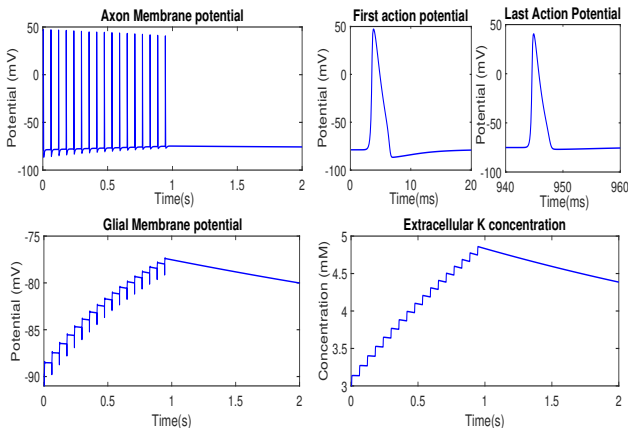 Axon Membrane potential
Potential (mV)
50
0
-50
-100
0 0.5 1 1.5 2
Time(s)
First action potential
Potential (mV)
50
0
-50
-100
0 10 20
Time(ms)
Last Action Potential
Potential (mV)
50
0
-50
-100
940 950 960
Time(ms)
Glial Membrane potential
Potential (mV)
-75
-80
-85
-90
0 0.5 1 1.5 2
Time(s)
Extracellular K concentration
Concentration (mM)
5
4.5
4
3.5
3
0 0.5 1 1.5 2
Time(s)